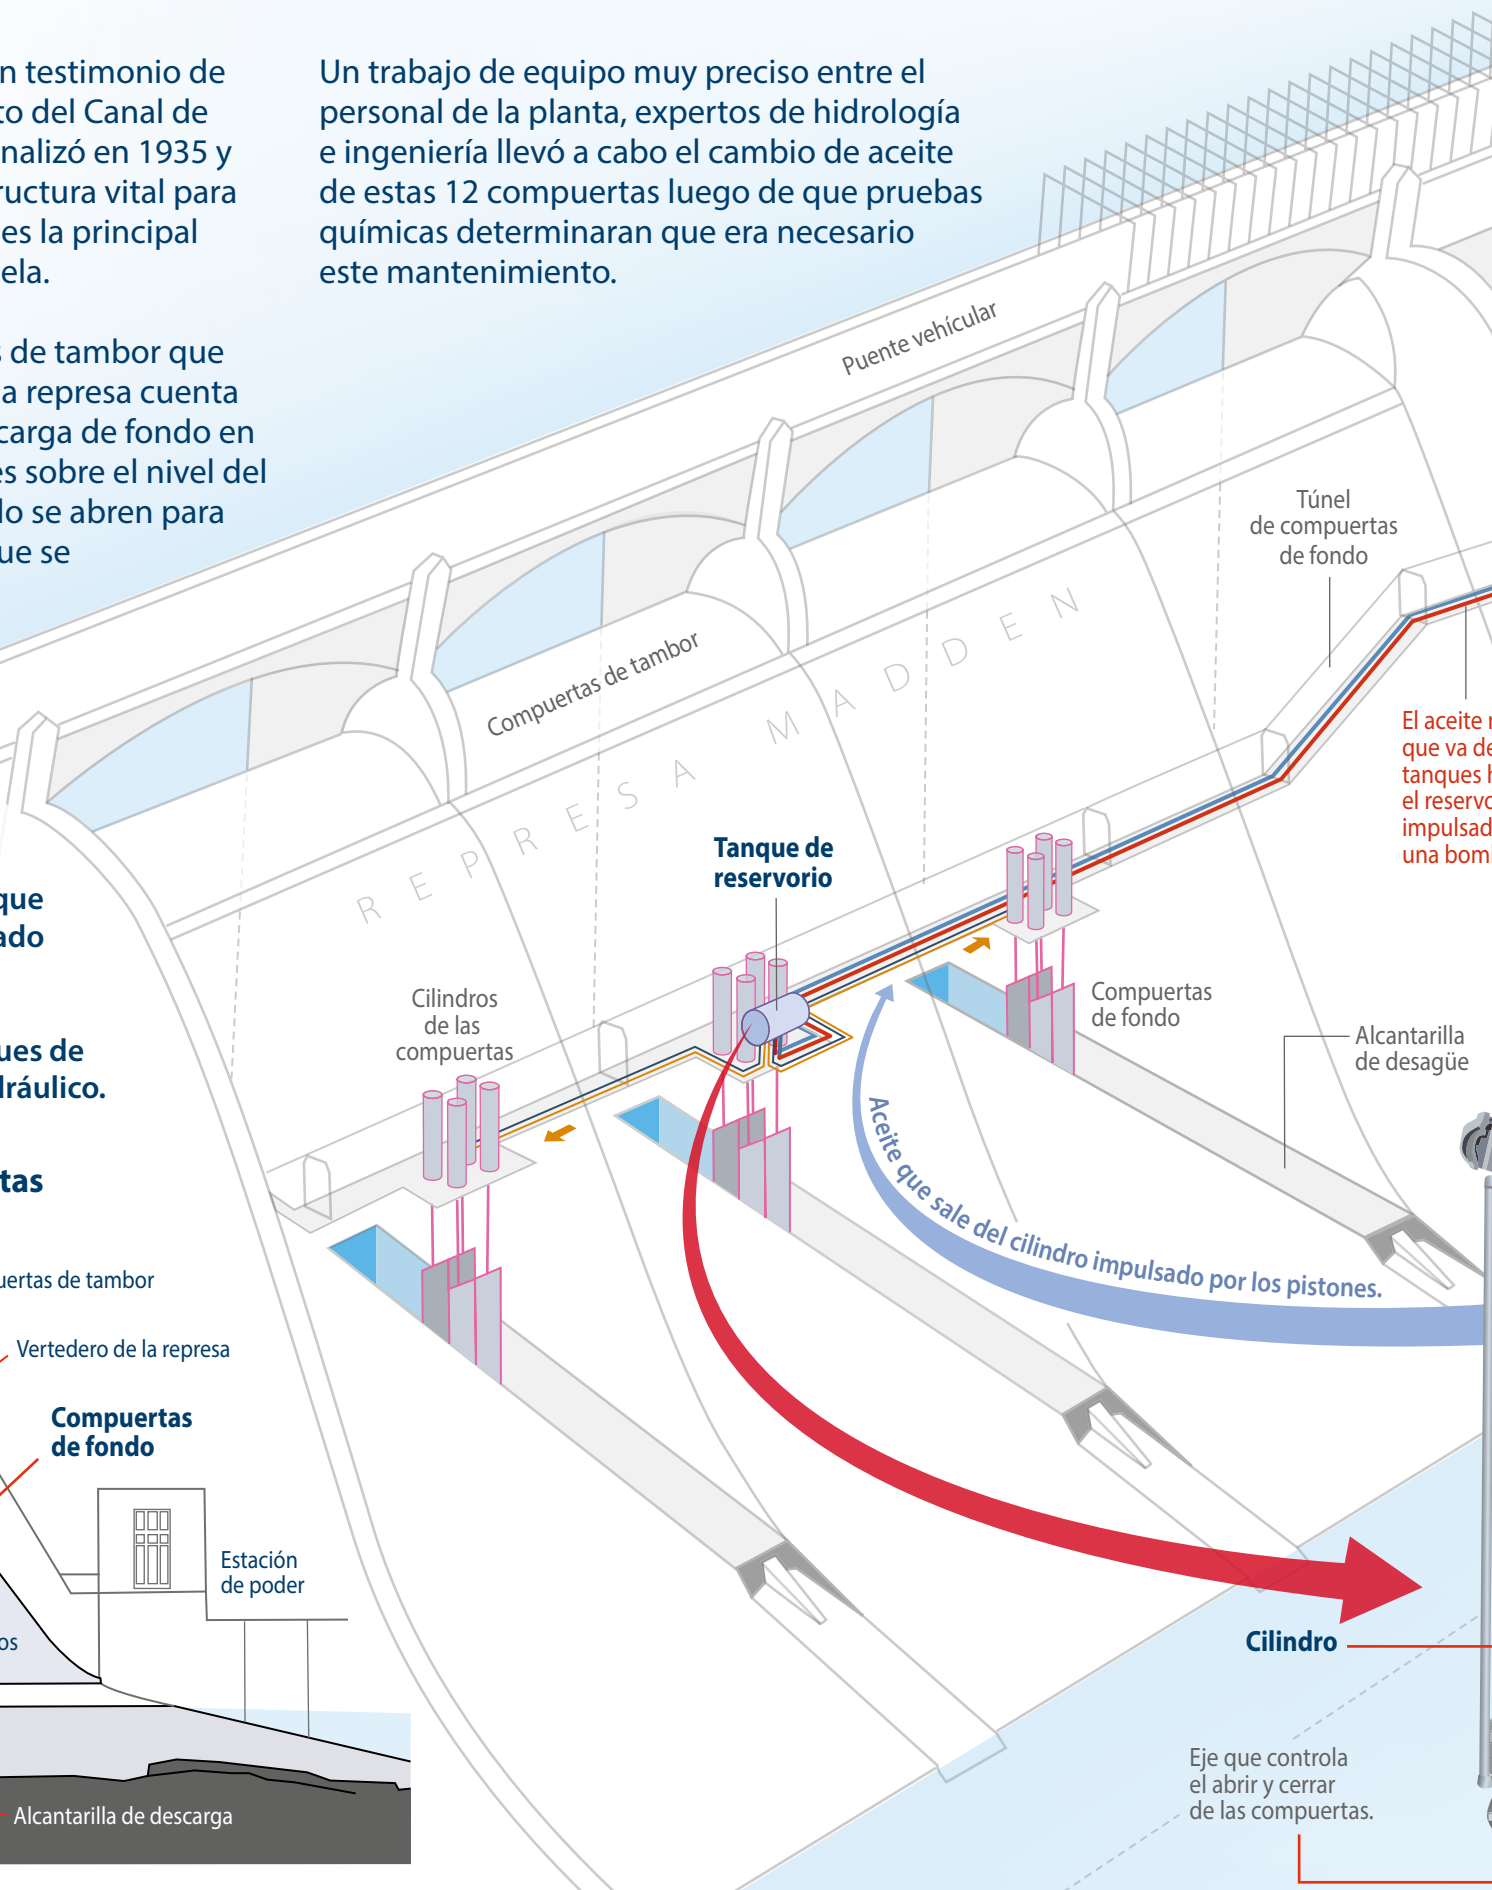 n testimonio de
to del Canal de
nalizó en 1935 y
ructura vital para
es la principal
ela.
s de tambor que
a represa cuenta
carga de fondo en
es sobre el nivel del
do se abren para
que se
Un trabajo de equipo muy preciso entre el
personal de la planta, expertos de hidrología
e ingeniería llevó a cabo el cambio de aceite
de estas 12 compuertas luego de que pruebas
químicas determinaran que era necesario
este mantenimiento.
Puente vehícular
Túnel
de compuertas
de fondo
Compuertas de tambor
REPRESA MADDEN
El aceite
que va de
tanques h
el reservo
impulsad
una bom
Tanque de
reservorio
que
ado
ques de
dráulico.
tas
Cilindros
de las
compuertas
Compuertas
de fondo
Alcantarilla
de desagüe
Aceite que sale del cilindro impulsado por los pistones.
uertas de tambor
Vertedero de la represa
Compuertas
de fondo
Estación
de poder
os
Alcantarilla de descarga
Cilindro
Eje que controla
el abrir y cerrar
de las compuertas.